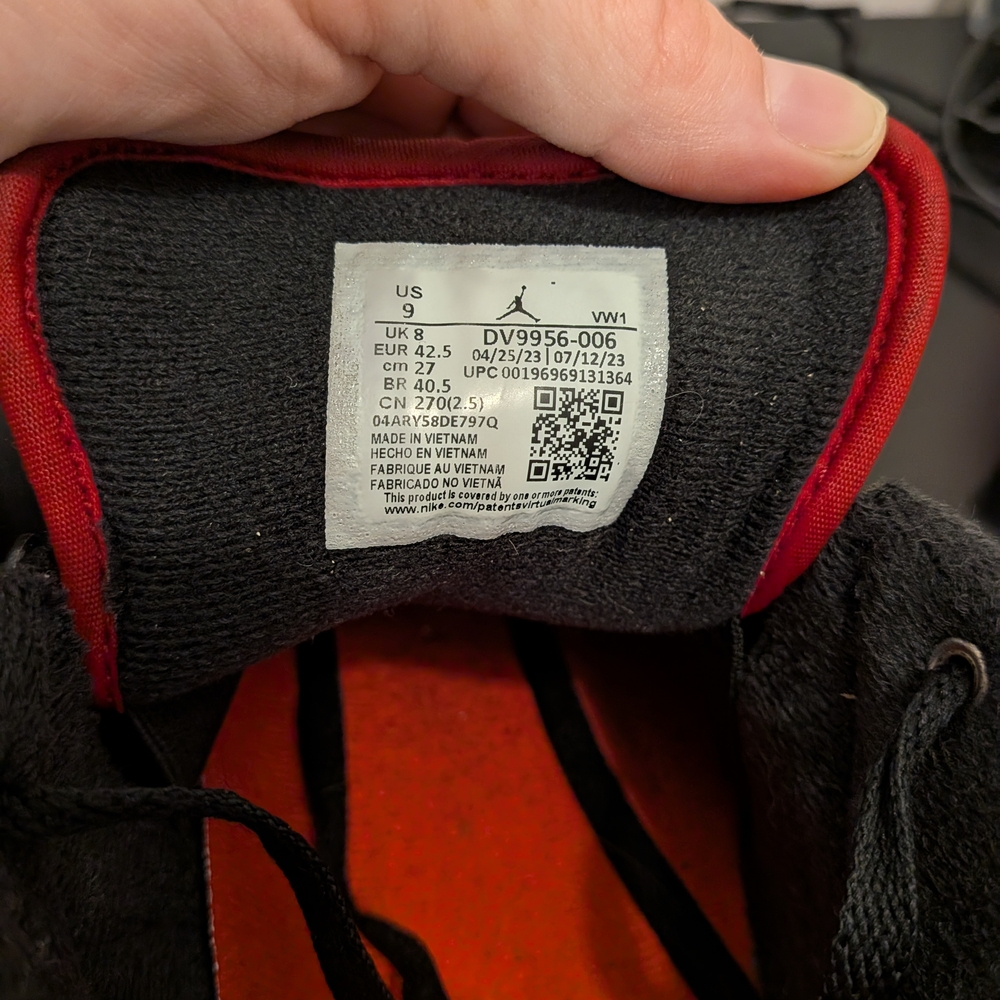 US
9
VW1
UK 8
EUR 42.5
cm 27
BR 40.5
CN 270(2.5)
DV9956-006
04/25/23 | 07/12/23
UPC 00196969131364
04ARY58DE797Q
MADE IN VIETNAM
HECHO EN VIETNAM
FABRIQUE AU VIETNAM
FABRICADO NO VIETNÃ
This product is covered by one or more patents:
www.nike.com/patentsvirtualmarking